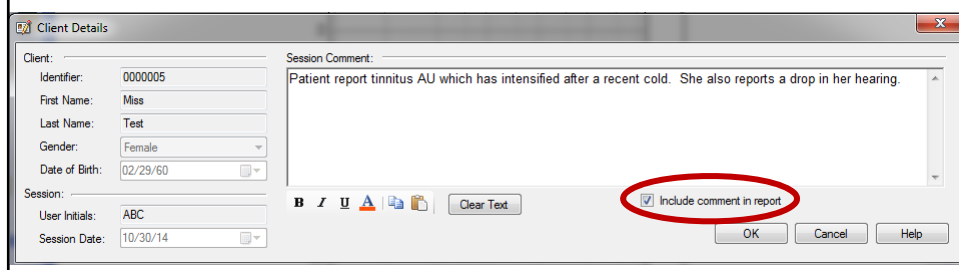 Client Details
Client:
Identifier: 0000005
First Name: Miss
Last Name: Test
Gender: Female
Date of Birth: 02/29/60
Session:
User Initials: ABC
Session Date: 10/30/14
Session Comment:
Patient report tinnitus AU which has intensified after a recent cold. She also reports a drop in her hearing.
B I U A Clear Text
Include comment in report
OK Cancel Help